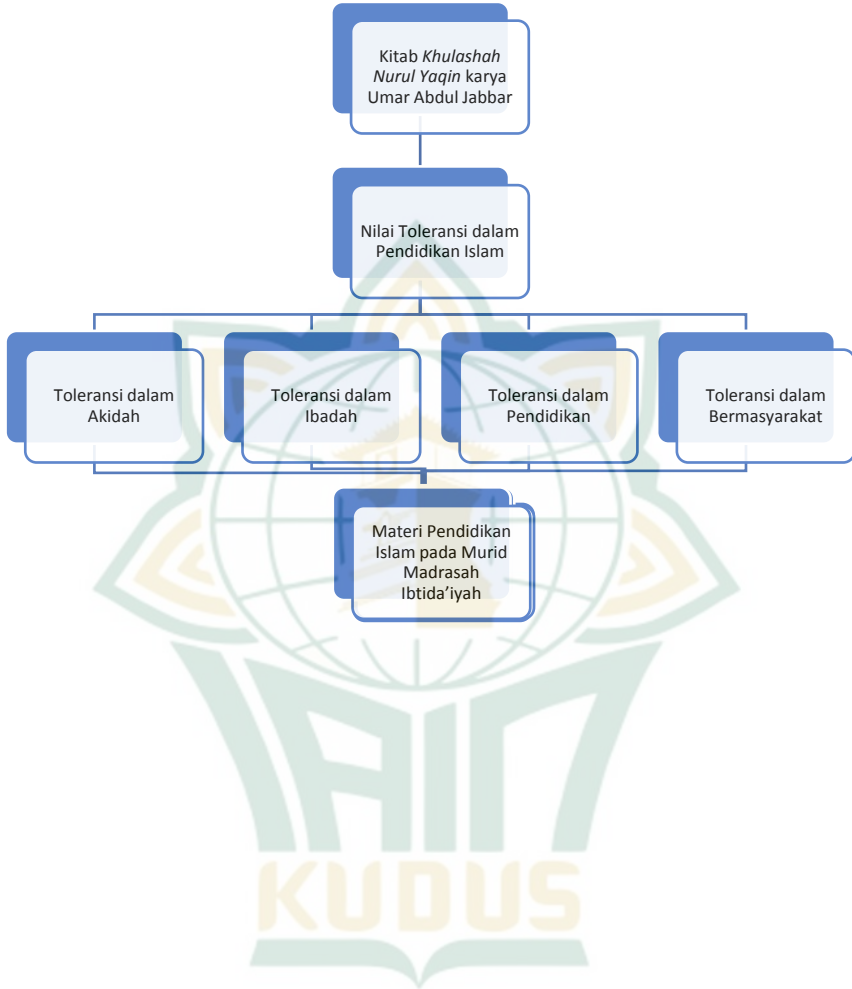 Kitab Khulashah
Nurul Yaqin karya
Umar Abdul Jabbar
Nilai Toleransi dalam
Pendidikan Islam
Toleransi dalam
Akidah
Toleransi dalam
Ibadah
Toleransi dalam
Pendidikan
Toleransi dalam
Bermasyarakat
Materi Pendidikan
Islam pada Murid
Madrasah
Ibtida’iyah
IAIN
KUDUS